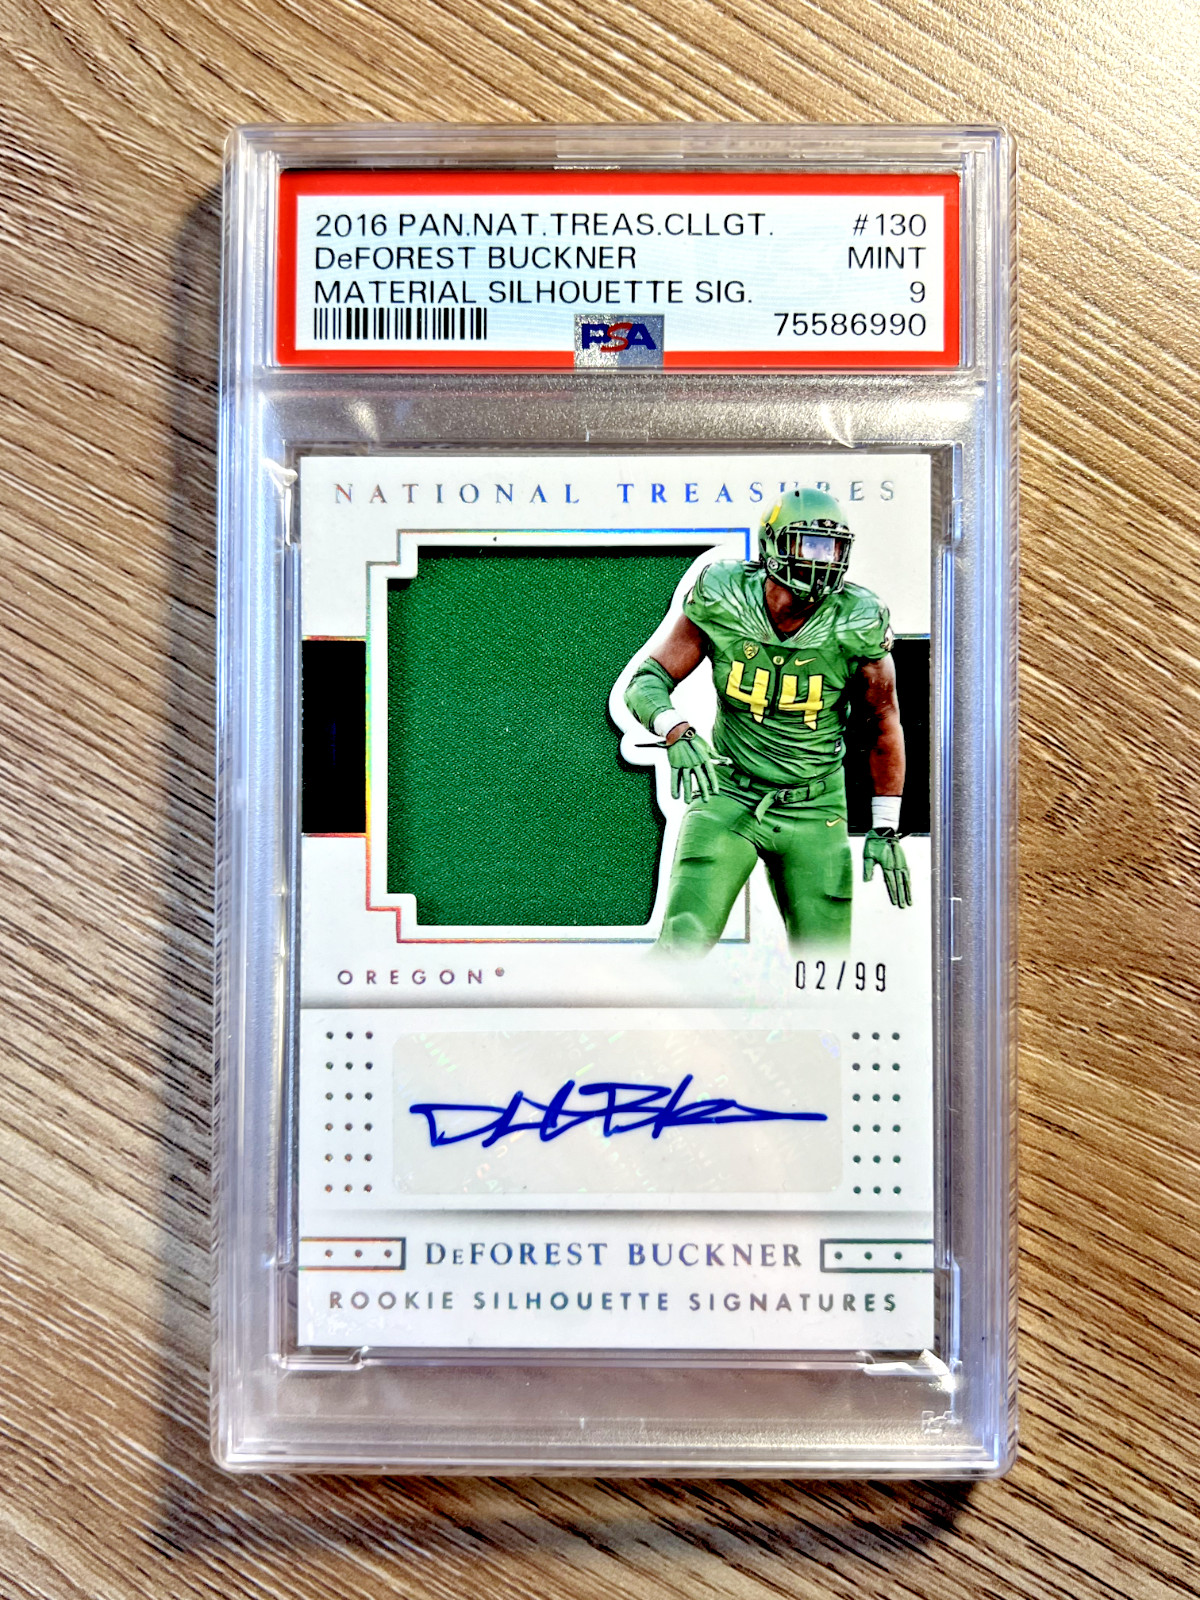 2016 PAN.NAT.TREAS.CLLGT. #130
DeFOREST BUCKNER MINT
MATERIAL SILHOUETTE SIG. 9
PSA 75586990
NATIONAL TREASURES
44
OREGON®
02/99
DeFOREST BUCKNER
ROOKIE SILHOUETTE SIGNATURES